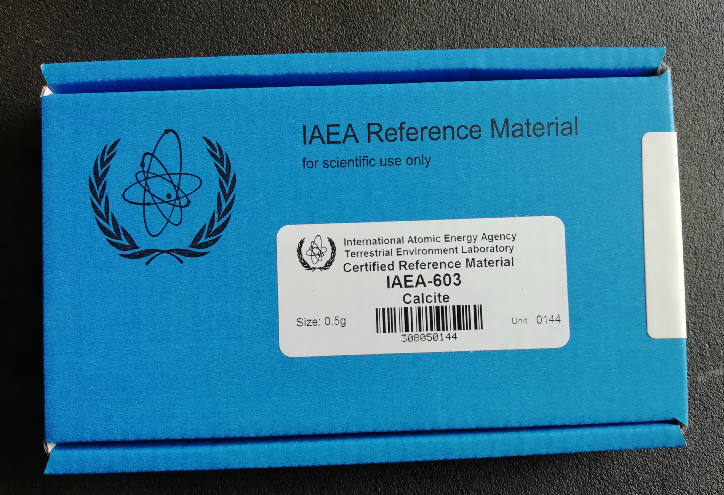 IAEA Reference Material
for scientific use only
International Atomic Energy Agency
Terrestrial Environment Laboratory
Certified Reference Material
IAEA-603
Calcite
Size: 0.5g
Unit 0144
308050144